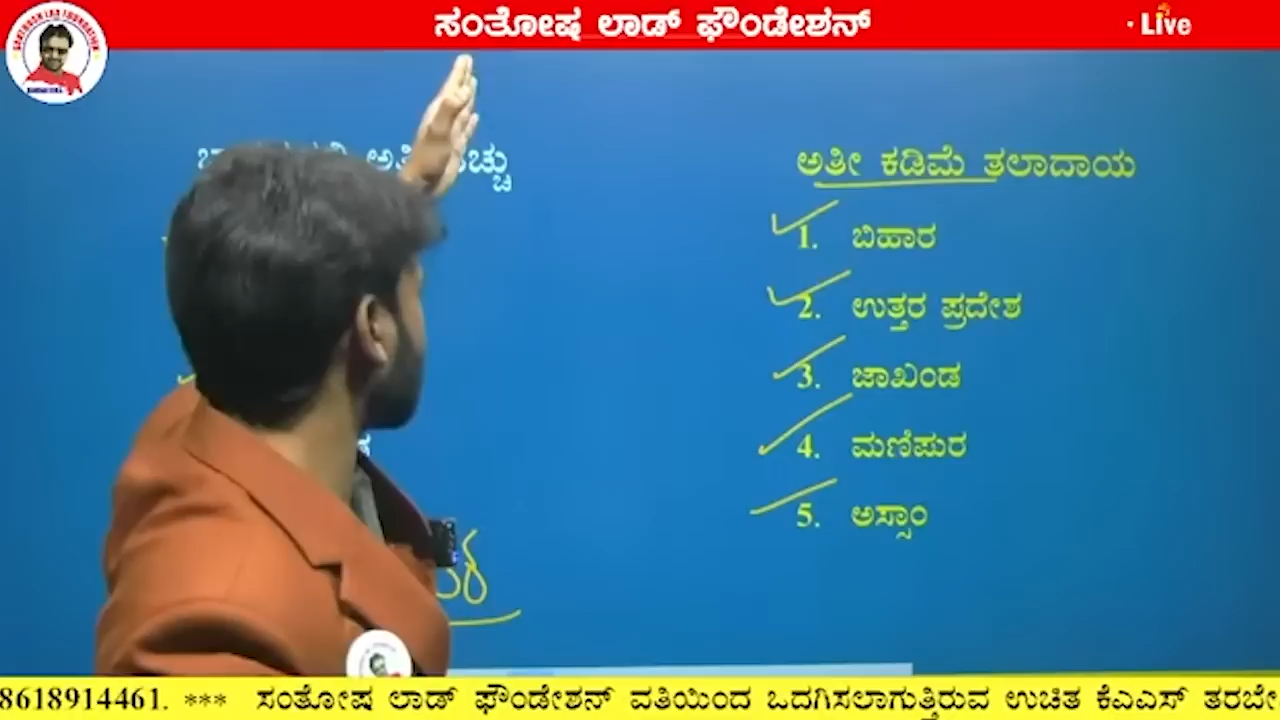 ಸಂತೋಷ ಲಾಡ್ ಫೌಂಡೇಶನ್
Live
ಅತೀ ಕಡಿಮೆ ತಲಾದಾಯ
1. ಬಿಹಾರ
2. ಉತ್ತರ ಪ್ರದೇಶ
3. ಜಾಖಂಡ
4. ಮಣಿಪುರ
5. ಅಸ್ಸಾಂ
8618914461. *** ಸಂತೋಷ ಲಾಡ್ ಫೌಂಡೇಶನ್ ವತಿಯಿಂದ ಒದಗಿಸಲಾಗುತ್ತಿರುವ ಉಚಿತ ಕೆಎಎಸ್ ತರಬೇ